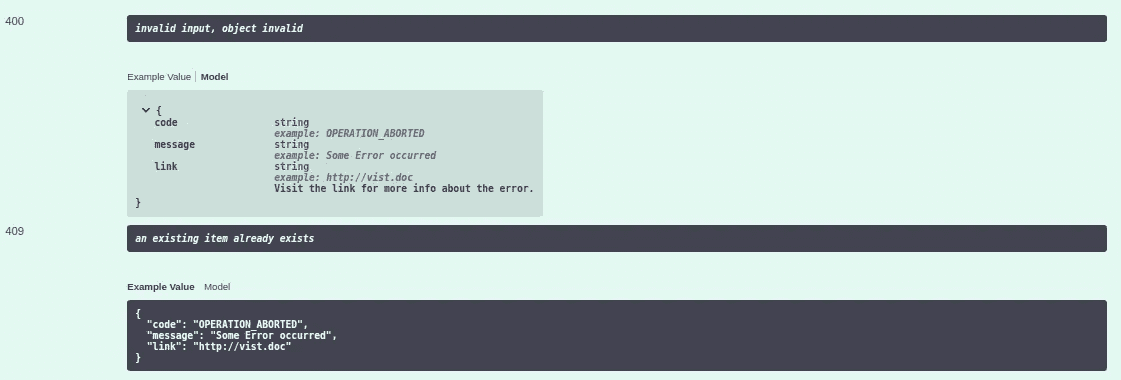 400 invalid input, object invalid
Example Value Model
{
code string
example: OPERATION_ABORTED
message string
example: Some Error occurred
link string
example: http://vist.doc
Visit the link for more info about the error.
}
409 an existing item already exists
Example Value Model
{
"code": "OPERATION_ABORTED",
"message": "Some Error occurred",
"link": "http://vist.doc"
}